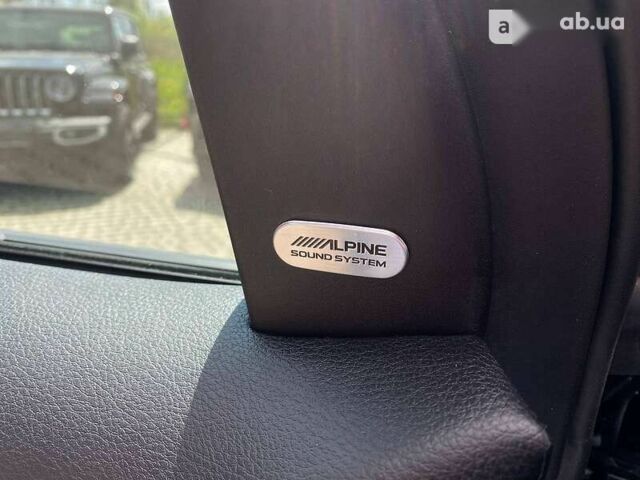 a ab.ua
ALPINE
SOUND SYSTEM